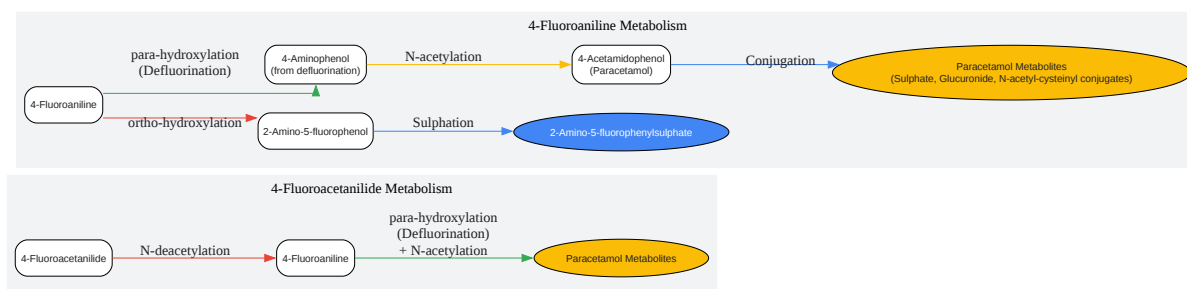 4-Fluoroaniline Metabolism
para-hydroxylation
(Defluorination)
4-Aminophenol
(from defluorination)
N-acetylation
4-Acetamidophenol
(Paracetamol)
Conjugation
Paracetamol Metabolites
(Sulphate, Glucuronide, N-acetyl-cysteinyl conjugates)
4-Fluoroaniline
ortho-hydroxylation
2-Amino-5-fluorophenol
Sulphation
2-Amino-5-fluorophenylsulphate
4-Fluoroacetanilide Metabolism
4-Fluoroacetanilide
N-deacetylation
4-Fluoroaniline
para-hydroxylation
(Defluorination)
+ N-acetylation
Paracetamol Metabolites